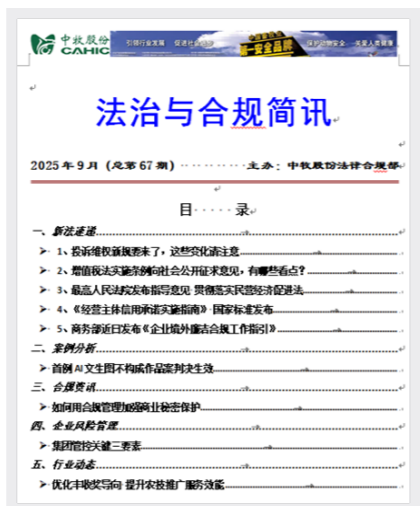 中牧股份
CAHIC
引领行业发展 促进社会
第一安全品牌
保护动物安全 关爱人类健康
法治与合规简讯
2025年9月（总第67期）··········主办：中牧股份法律合规部
目·····录
一、新法速递
1、投诉维权新规要来了，这些变化请注意
2、增值税法实施条例向社会公开征求意见，有哪些看点？
3、最高人民法院发布指导意见·贯彻落实民营经济促进法
4、《经营主体信用承诺实施指南》·国家标准发布
5、商务部近日发布《企业境外廉洁合规工作指引》
二、案例分析
首例AI文生图不构成作品案判决生效
三、合规资讯
如何用合规管理加强商业秘密保护
四、企业风险管理
集团管控关键三要素
五、行业动态
优化丰收奖导向·提升农技推广服务效能